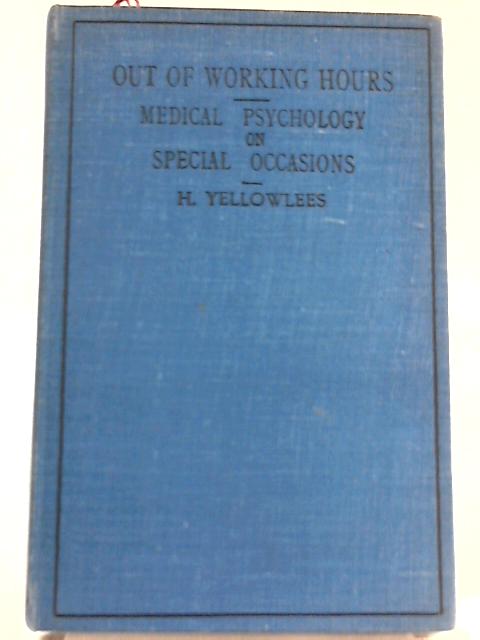 OUT OF WORKING HOURS
MEDICAL PSYCHOLOGY
ON
SPECIAL OCCASIONS
H. YELLOWLEES